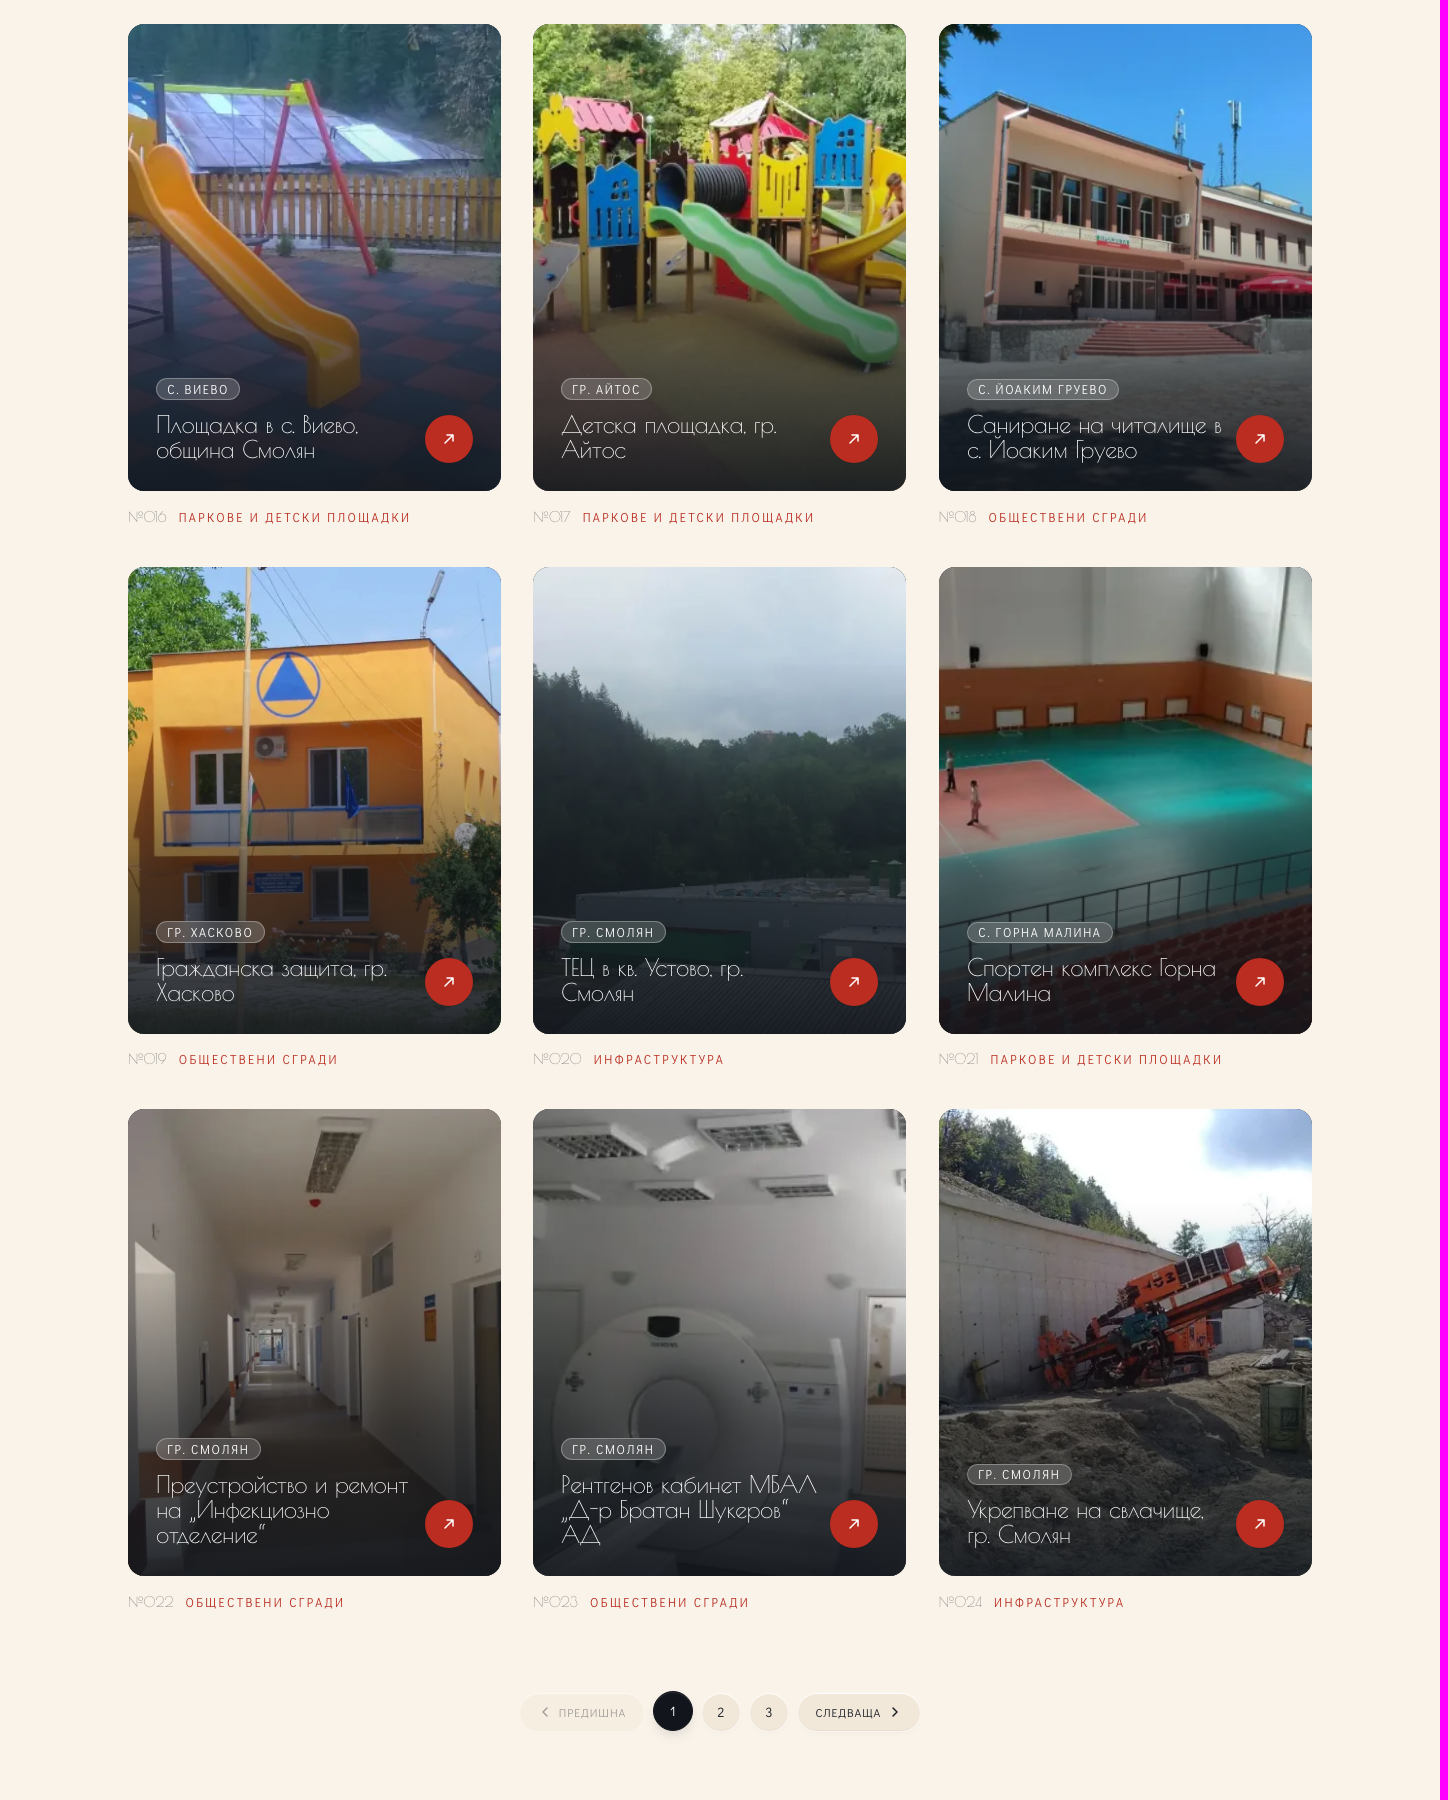 С. ВИЕВО
Площадка в с. Виево,
община Смолян
№016 ПАРКОВЕ И ДЕТСКИ ПЛОЩАДКИ
ГР. АЙТОС
Детска площадка, гр.
Айтос
№017 ПАРКОВЕ И ДЕТСКИ ПЛОЩАДКИ
С. ЙОАКИМ ГРУЕВО
Саниране на читалище в
с. Йоаким Груево
№018 ОБЩЕСТВЕНИ СГРАДИ
ГР. ХАСКОВО
Гражданска защита, гр.
Хасково
№019 ОБЩЕСТВЕНИ СГРАДИ
ГР. СМОЛЯН
ТЕЦ в кв. Устово, гр.
Смолян
№020 ИНФРАСТРУКТУРА
С. ГОРНА МАЛИНА
Спортен комплекс Горна
Малина
№021 ПАРКОВЕ И ДЕТСКИ ПЛОЩАДКИ
ГР. СМОЛЯН
Преустройство и ремонт
на „Инфекциозно
отделение“
№022 ОБЩЕСТВЕНИ СГРАДИ
ГР. СМОЛЯН
Рентгенов кабинет МБАЛ
„Д-р Братан Шукеров“
АД
№023 ОБЩЕСТВЕНИ СГРАДИ
ГР. СМОЛЯН
Укрепване на свлачище,
гр. Смолян
№024 ИНФРАСТРУКТУРА
ПРЕДИШНА 1 2 3 СЛЕДВАЩА